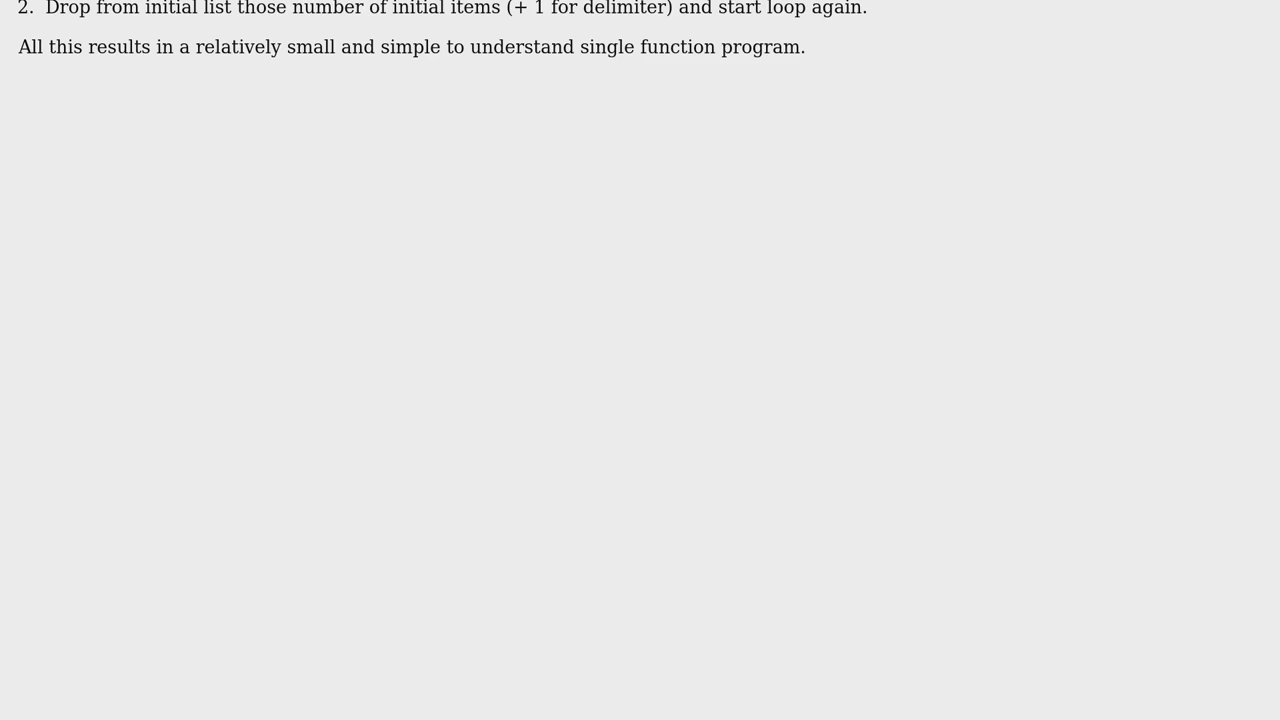 2. Drop from initial list those number of initial items (+ 1 for delimiter) and start loop again.
All this results in a relatively small and simple to understand single function program.